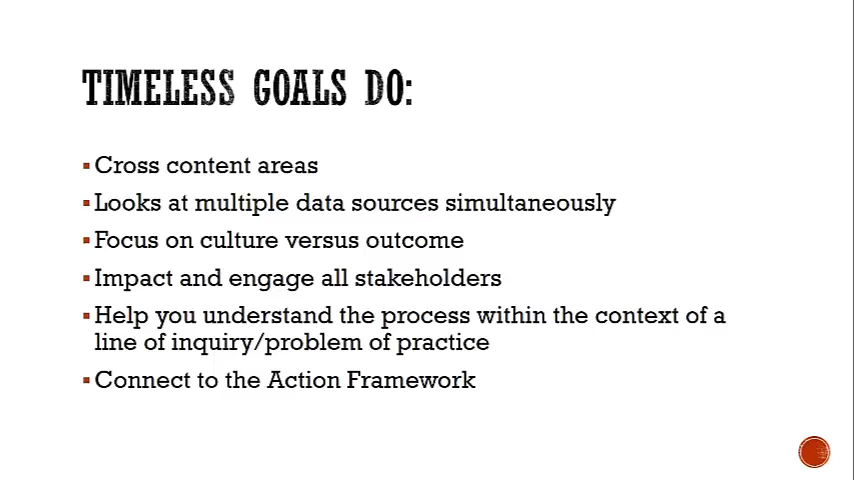 TIMELESS GOALS DO:
▪Cross content areas
▪Looks at multiple data sources simultaneously
▪Focus on culture versus outcome
▪Impact and engage all stakeholders
▪Help you understand the process within the context of a
line of inquiry/problem of practice
▪Connect to the Action Framework